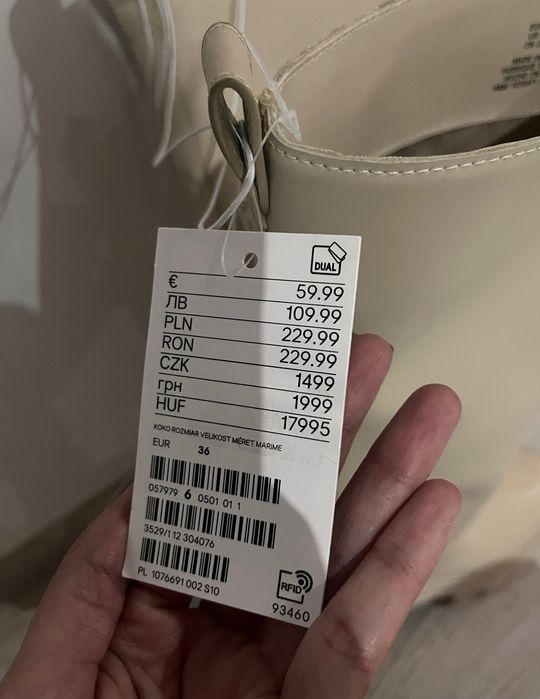 DUAL
€ 59.99
ЛВ 109.99
PLN 229.99
RON 229.99
CZK 1499
грн 1999
HUF 17995
KOKO ROZMIAR VELIKOST MÉRET MARIME
EUR 36
057979 6 0501 01 1
3529/112 304076
PL 1076691 002 S10
RFID
93460